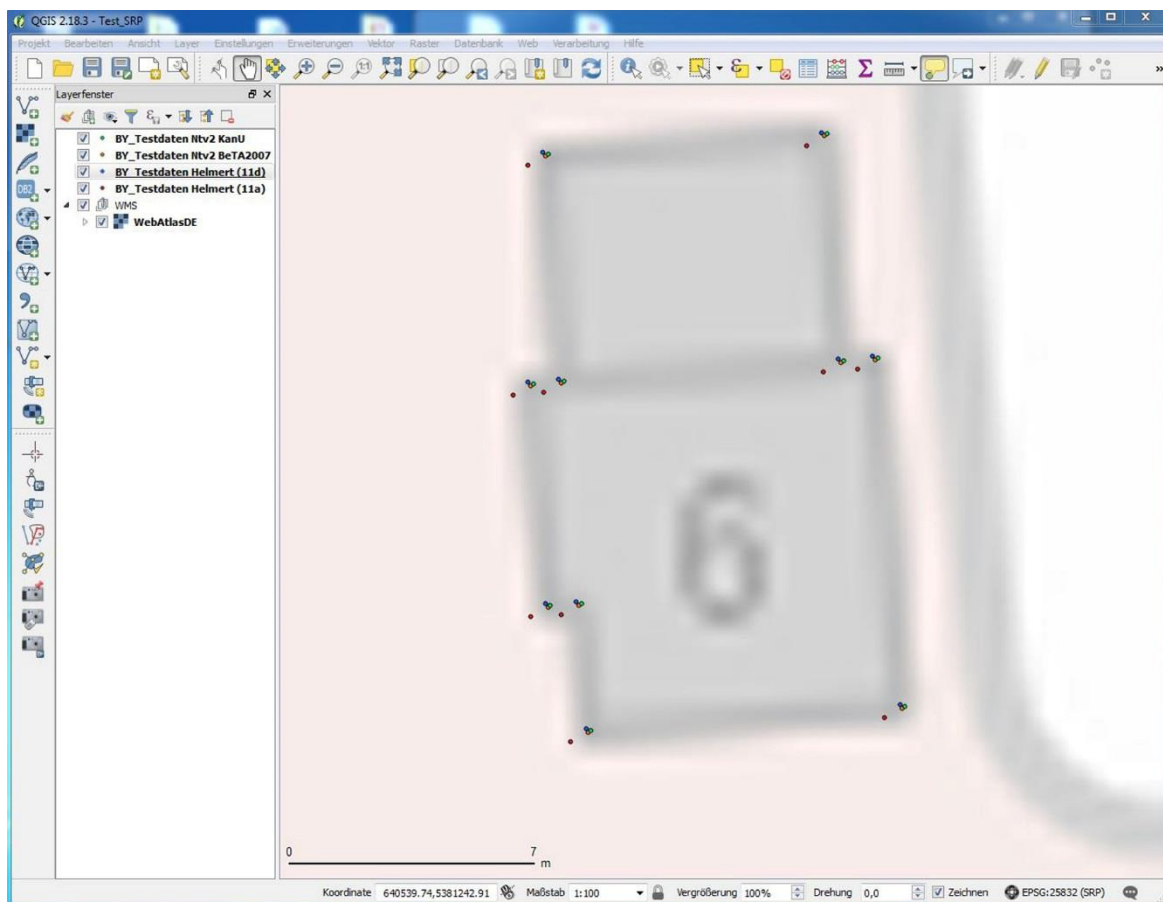 QGIS 2.18.3 - Test_SRP
Projekt Bearbeiten Ansicht Layer Einstellungen Erweiterungen Vektor Raster Datenbank Web Verarbeitung Hilfe
Layerfenster
BY_Testdaten Ntv2 KanU
BY_Testdaten Ntv2 BeTA2007
BY_Testdaten Helmert (11d)
BY_Testdaten Helmert (11a)
WMS
WebAtlasDE
DB2
6
0 7
m
Koordinate 640539.74,5381242.91 Maßstab 1:100 Vergrößerung 100% Drehung 0,0 Zeichnen EPSG:25832 (SRP)